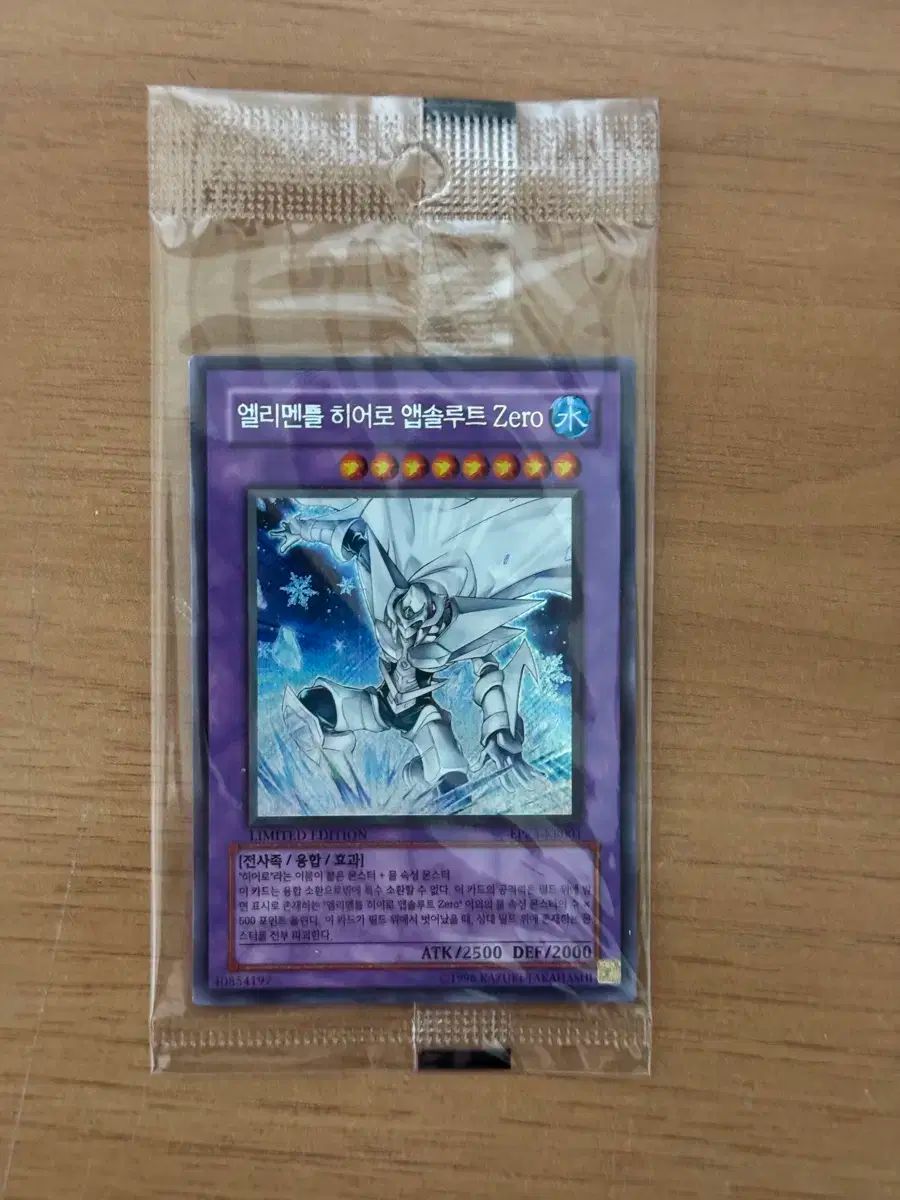 엘리멘틀 히어로 앱솔루트 Zero 水
LIMITED EDITION
[전사족 / 융합 / 효과]
"히어로"라는 이름이 붙은 몬스터 + 물 속성 몬스터
이 카드는 융합 소환으로밖에 특수 소환할 수 없다. 이 카드의 공격력은 필드 위에 앞
면 표시로 존재하는 "엘리멘틀 히어로 앱솔루트 Zero" 이외의 물 속성 몬스터의 수 ×
500 포인트 올린다. 이 카드가 필드 위에서 벗어났을 때, 상대 필드 위에 존재하는 몬
스터를 전부 파괴한다.
ATK/2500 DEF/2000
40854197 ©1996 KAZUKI TAKAHASHI